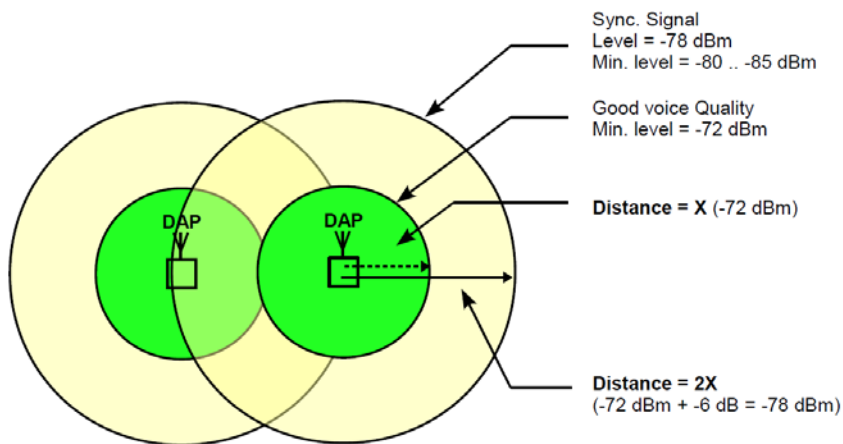 Sync. Signal
Level = -78 dBm
Min. level = -80 .. -85 dBm
Good voice Quality
Min. level = -72 dBm
DAP
DAP
Distance = X (-72 dBm)
Distance = 2X
(-72 dBm + -6 dB = -78 dBm)